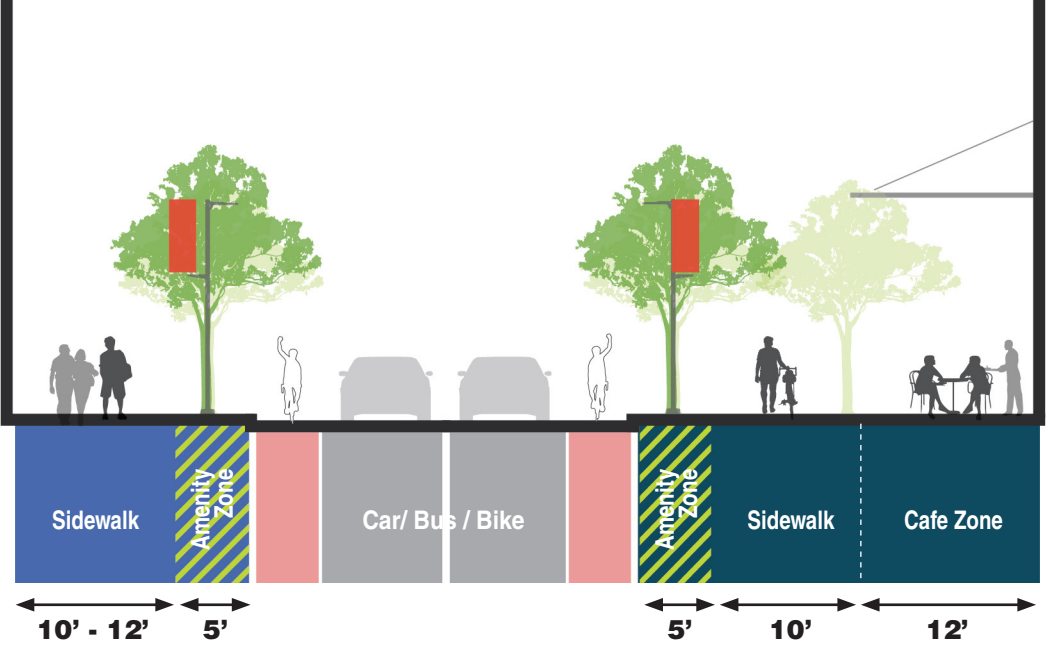 Sidewalk
Amenity
Zone
Car/ Bus / Bike
Amenity
Zone
Sidewalk
Cafe Zone
10’ - 12’
5’
5’
10’
12’